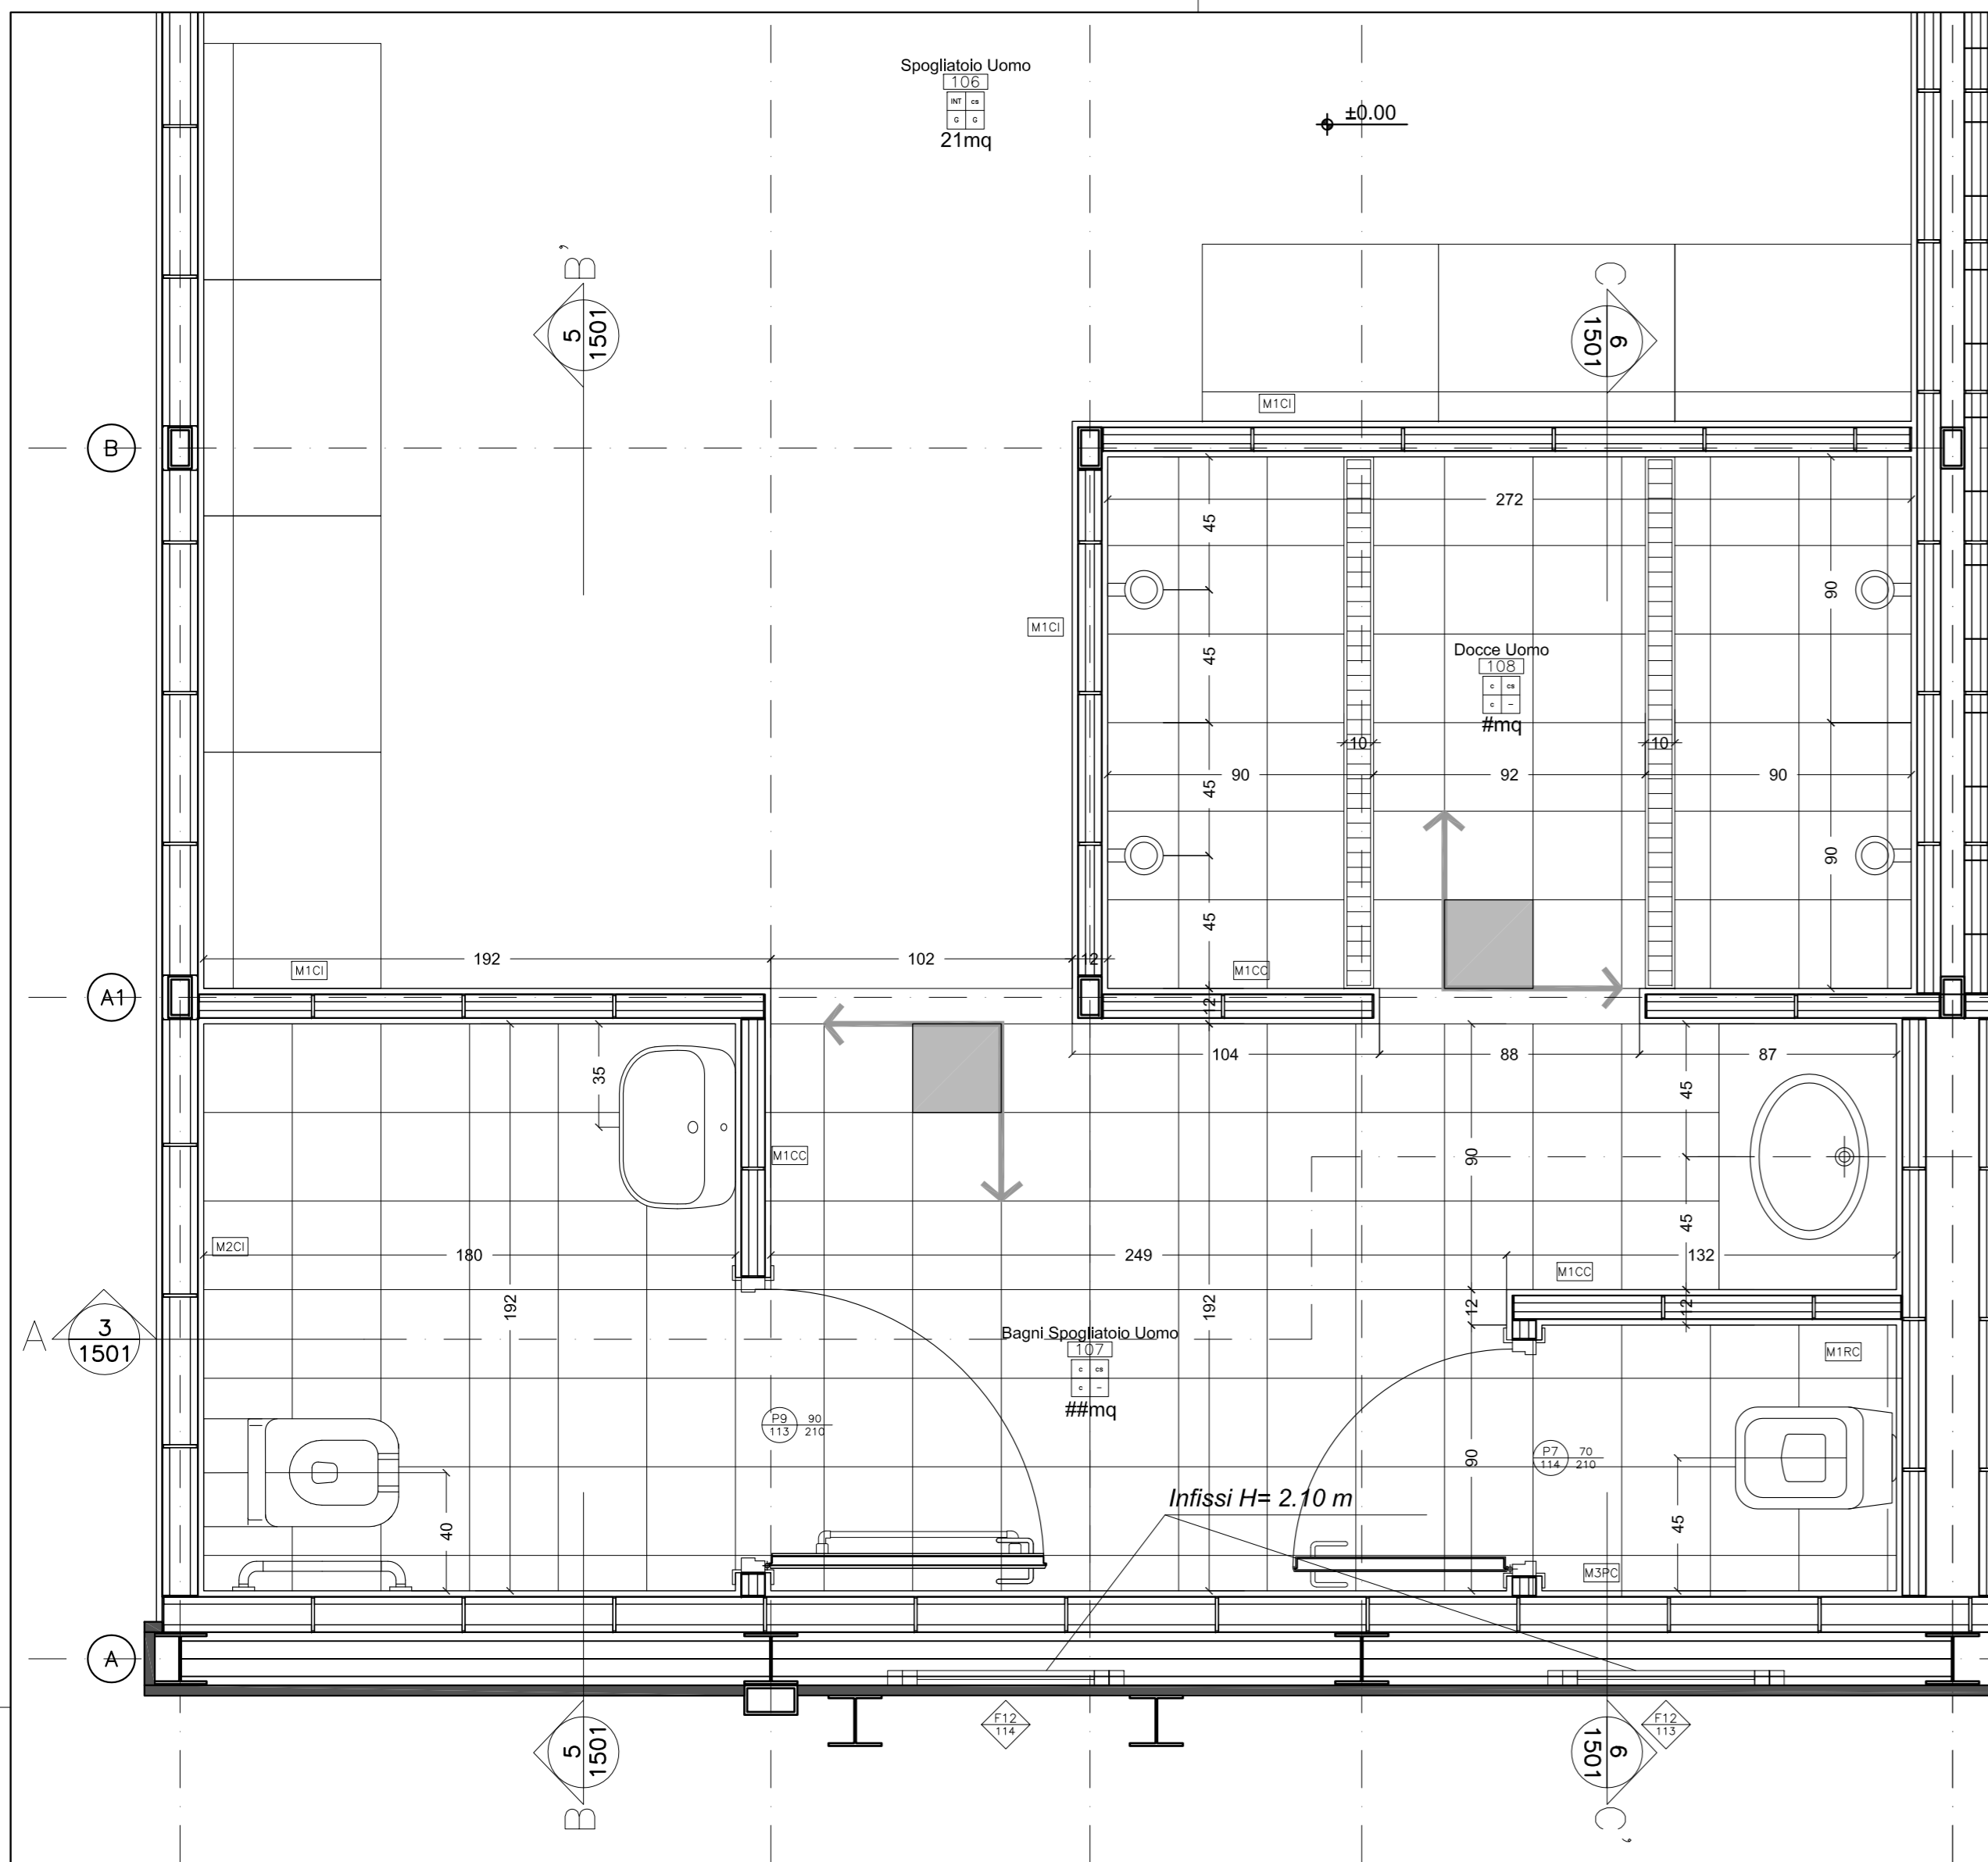 Spogliatoio Uomo
106
INT cs
G G
21mq
±0.00
B'
5
1501
C
6
1501
M1CI
B
272
45
90
M1CI
45
Docce Uomo
108
c cs
c –
#mq
10
10
90
92
90
45
90
45
192
102
12
M1CI
M1CC
A1
12
104
88
87
35
45
M1CC
90
M2CI
45
180
249
132
M1CC
192
192
12
12
A
3
1501
Bagni Spogliatoio Uomo
107
c cs
c –
##mq
M1RC
P9
113
90
210
P7
114
70
210
90
Infissi H= 2.10 m
40
45
M3PC
A
F12
114
F12
113
5
1501
B
6
1501
C'